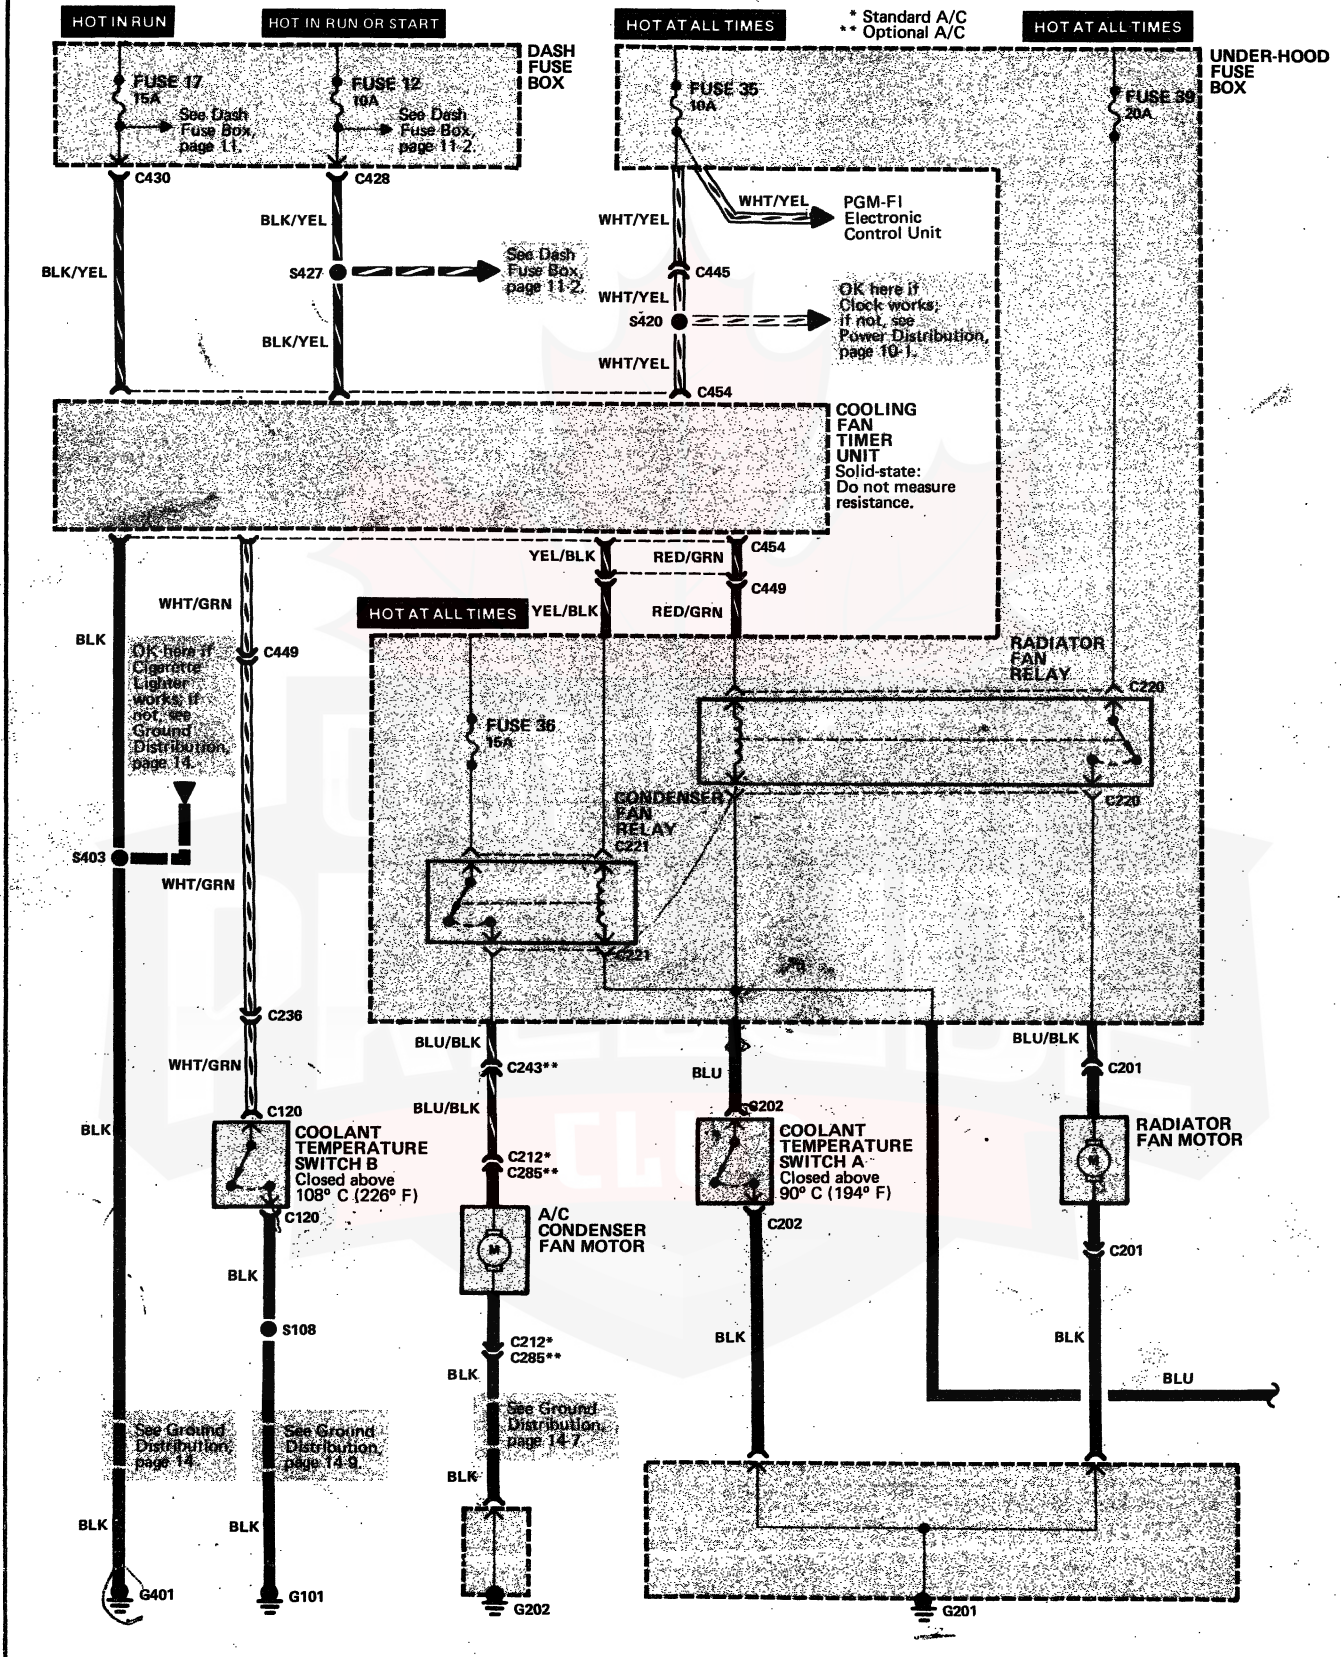 HOT IN RUN
HOT IN RUN OR START
HOT AT ALL TIMES
* Standard A/C
** Optional A/C
HOT AT ALL TIMES
DASH
FUSE
BOX
UNDER-HOOD
FUSE
BOX
FUSE 17
15A
See Dash
Fuse Box,
page 11.
FUSE 12
10A
See Dash
Fuse Box,
page 11-2.
FUSE 35
10A
FUSE 39
20A
C430
C428
BLK/YEL
WHT/YEL
WHT/YEL
PGM-FI
Electronic
Control Unit
BLK/YEL
S427
See Dash
Fuse Box,
page 11-2.
C445
WHT/YEL
S420
OK here if
Clock works;
if not, see
Power Distribution,
page 10-1.
BLK/YEL
WHT/YEL
C454
COOLING
FAN
TIMER
UNIT
Solid-state:
Do not measure
resistance.
YEL/BLK
RED/GRN
C454
C449
WHT/GRN
HOT AT ALL TIMES
YEL/BLK
RED/GRN
BLK
OK here if
Cigarette
Lighter
works; if
not, see
Ground
Distribution,
page 14.
C449
RADIATOR
FAN
RELAY
C220
FUSE 36
15A
CONDENSER
FAN
RELAY
C221
C220
S403
WHT/GRN
C221
C236
WHT/GRN
BLU/BLK
C243**
BLU
BLU/BLK
C201
C120
BLU/BLK
C202
BLK
COOLANT
TEMPERATURE
SWITCH B
Closed above
108° C (226° F)
C212*
C285**
COOLANT
TEMPERATURE
SWITCH A
Closed above
90° C (194° F)
M
RADIATOR
FAN MOTOR
C120
A/C
CONDENSER
FAN MOTOR
M
C202
C201
BLK
S108
C212*
C285**
BLK
BLK
BLK
BLU
See Ground
Distribution,
page 14.
See Ground
Distribution,
page 14-9.
See Ground
Distribution,
page 14-7.
BLK
BLK
BLK
G401
G101
G202
G201
PRELUDE
CLUB